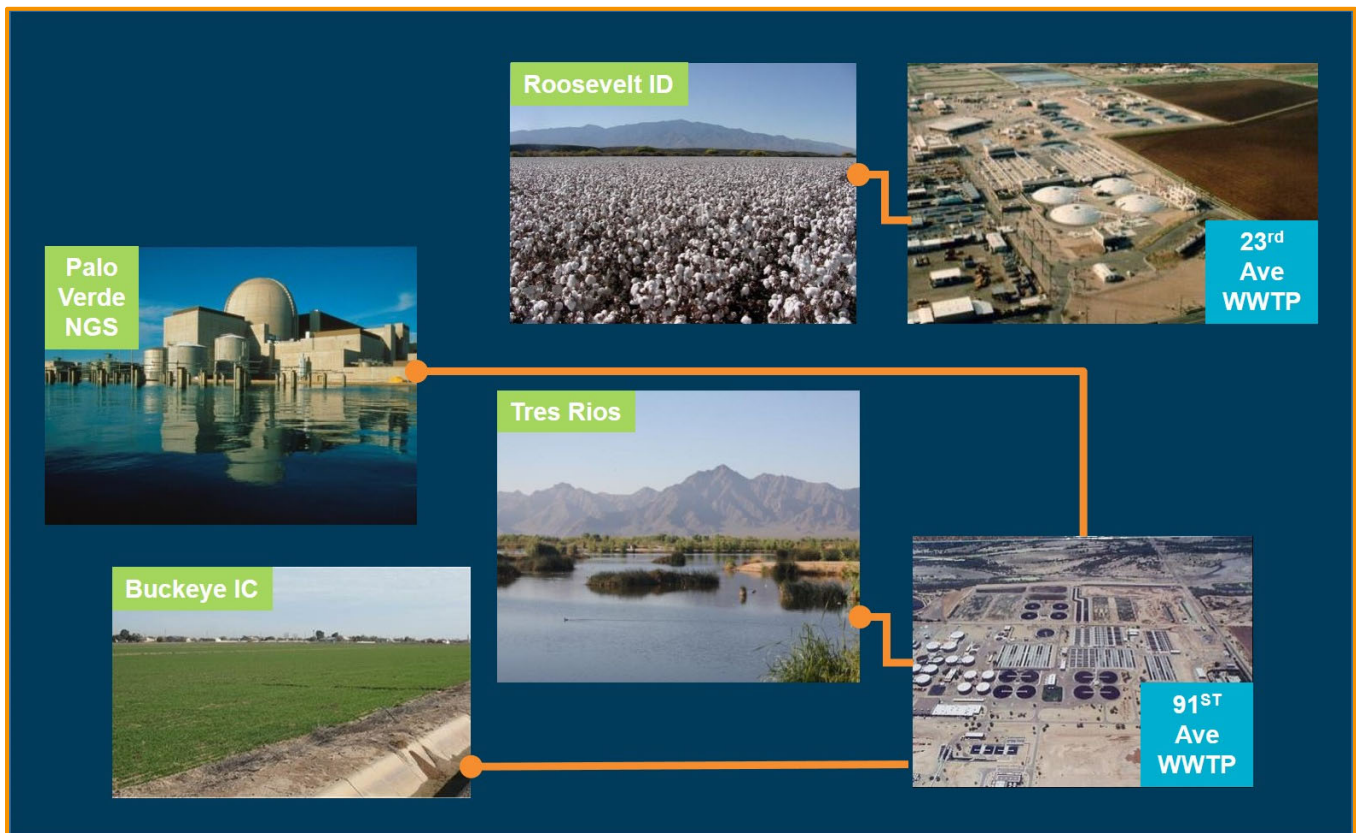 Roosevelt ID
23rd
Ave
WWTP
Palo
Verde
NGS
Tres Rios
Buckeye IC
91ST
Ave
WWTP